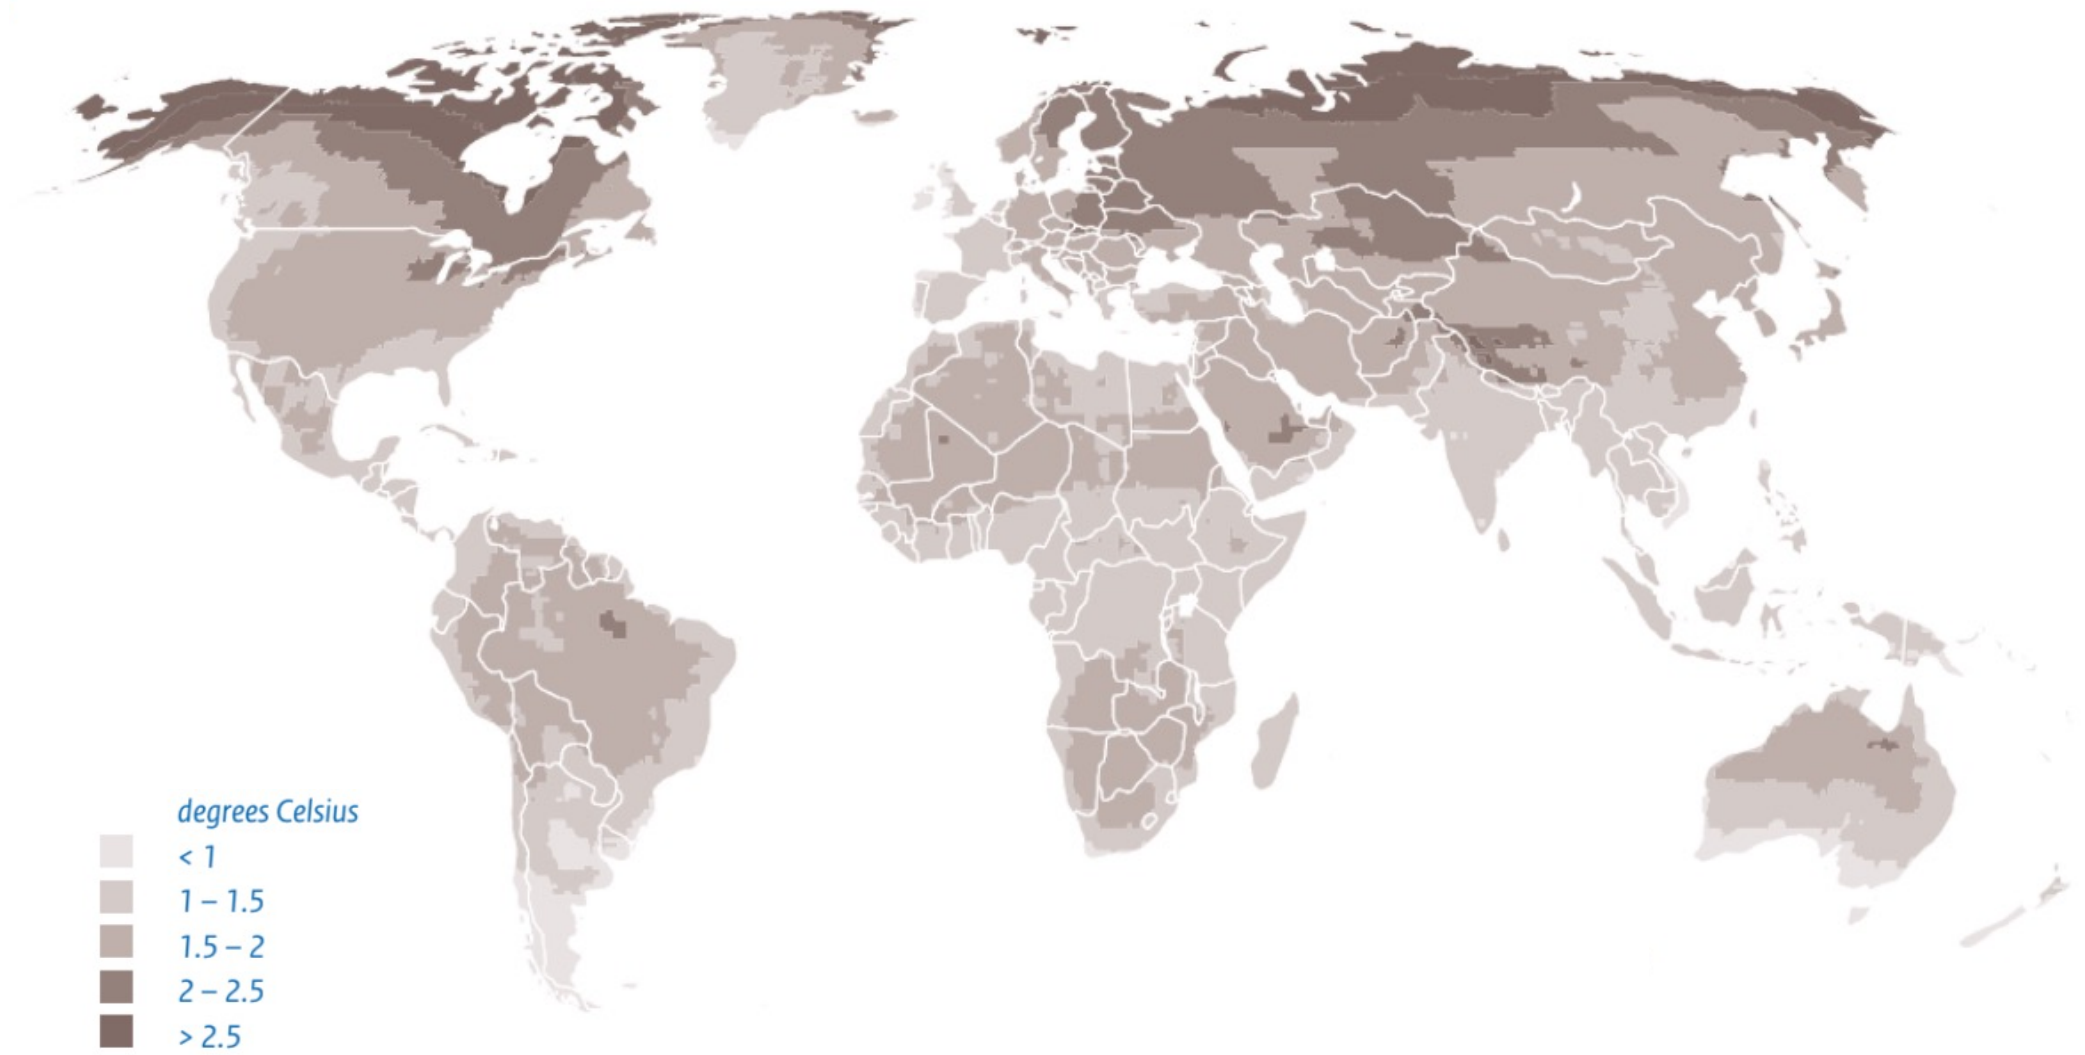 degrees Celsius
< 1
1 – 1.5
1.5 – 2
2 – 2.5
> 2.5